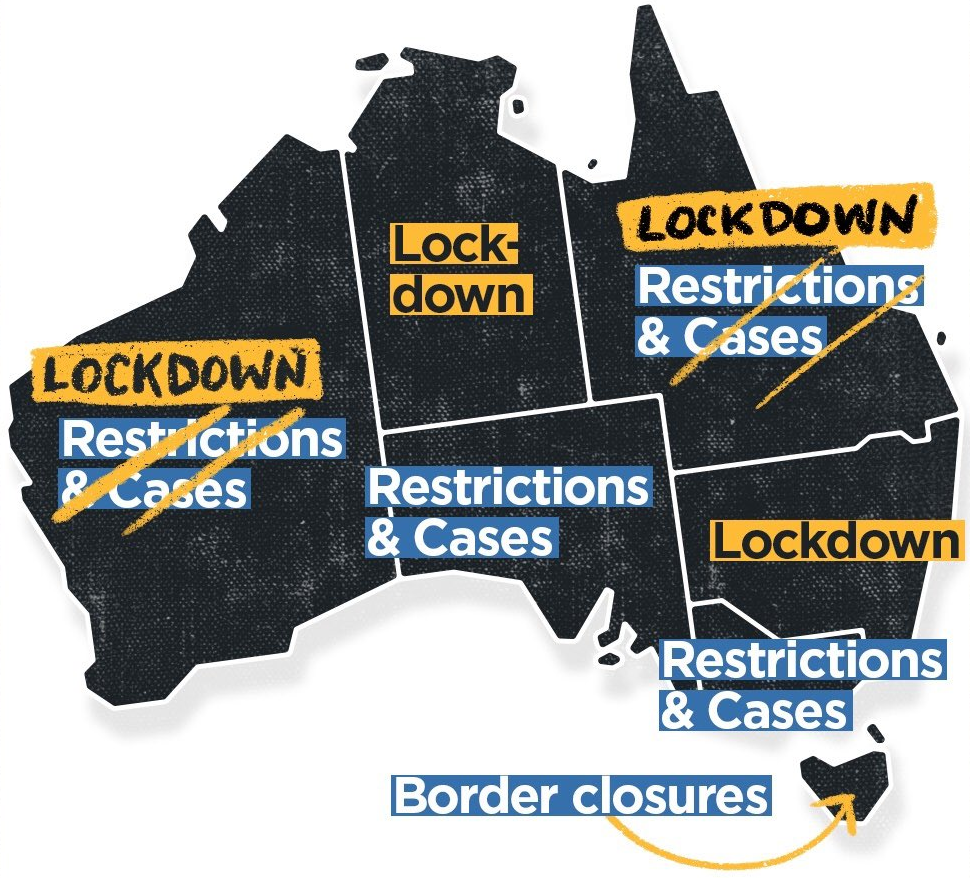 LOCKDOWN
Restrictions
& Cases
Lock-
down
LOCKDOWN
Restrictions
& Cases
Restrictions
& Cases
Lockdown
Restrictions
& Cases
Border closures